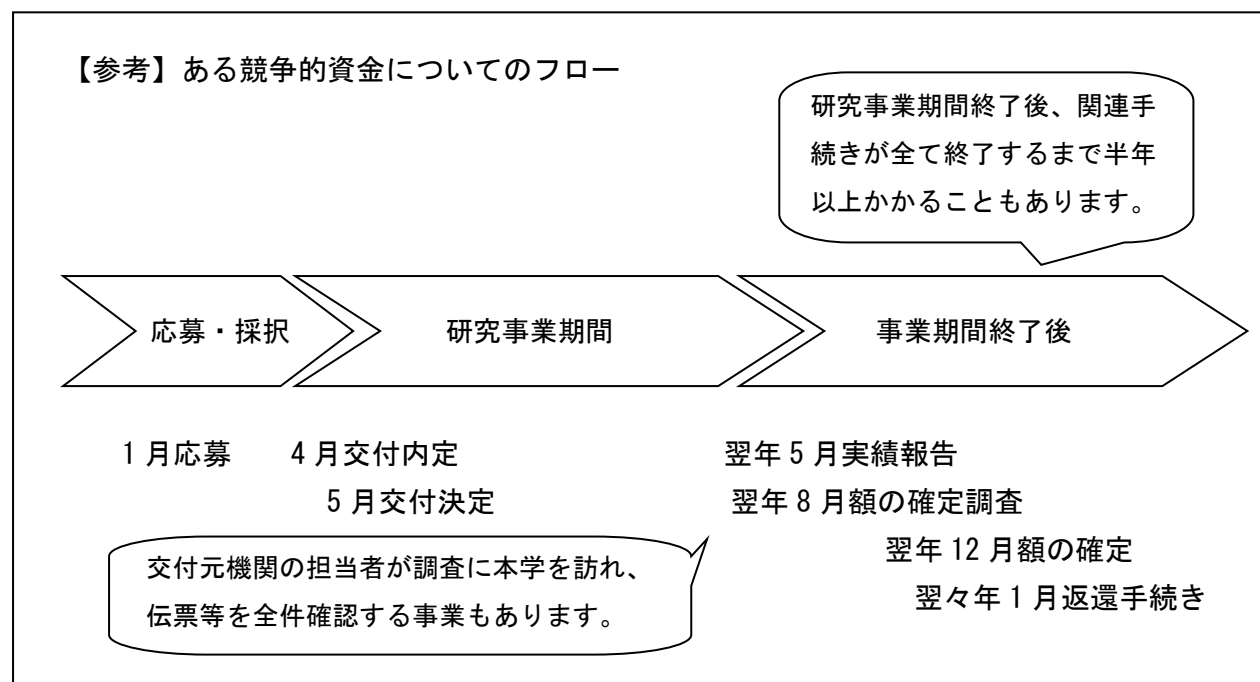 【参考】ある競争的資金についてのフロー
研究事業期間終了後、関連手
続きが全て終了するまで半年
以上かかることもあります。
応募・採択
研究事業期間
事業期間終了後
1月応募
4月交付内定
5月交付決定
翌年5月実績報告
翌年8月額の確定調査
翌年12月額の確定
翌々年1月返還手続き
交付元機関の担当者が調査に本学を訪れ、
伝票等を全件確認する事業もあります。